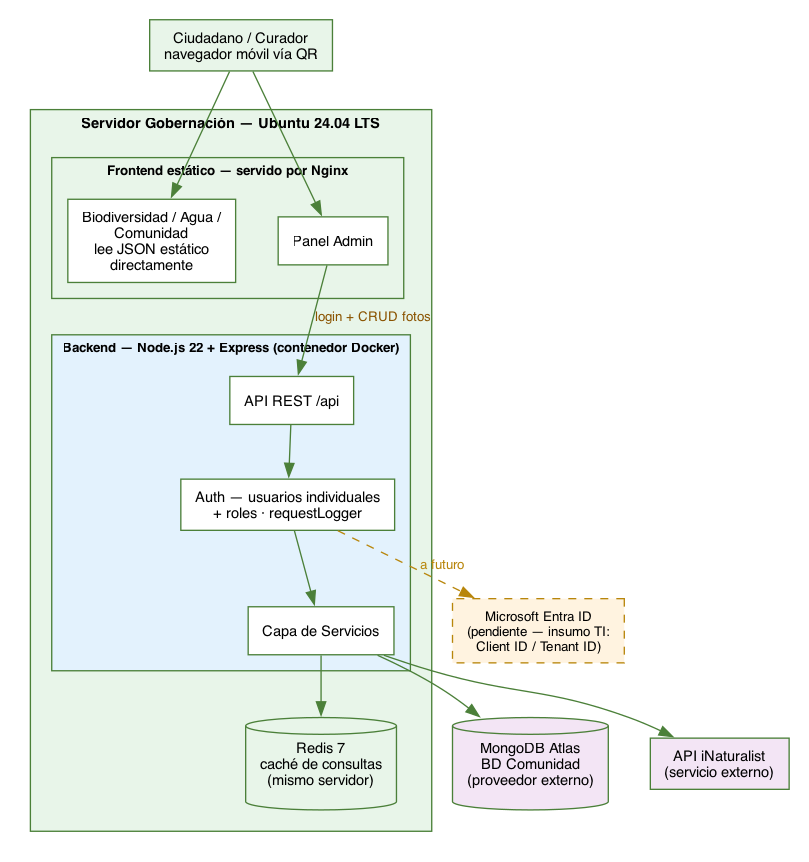 Ciudadano / Curador
navegador móvil vía QR
Servidor Gobernación — Ubuntu 24.04 LTS
Frontend estático — servido por Nginx
Biodiversidad / Agua /
Comunidad
lee JSON estático
directamente
Panel Admin
login + CRUD fotos
Backend — Node.js 22 + Express (contenedor Docker)
API REST /api
Auth — usuarios individuales
+ roles · requestLogger
a futuro
Microsoft Entra ID
(pendiente — insumo TI:
Client ID / Tenant ID)
Capa de Servicios
Redis 7
caché de consultas
(mismo servidor)
MongoDB Atlas
BD Comunidad
(proveedor externo)
API iNaturalist
(servicio externo)